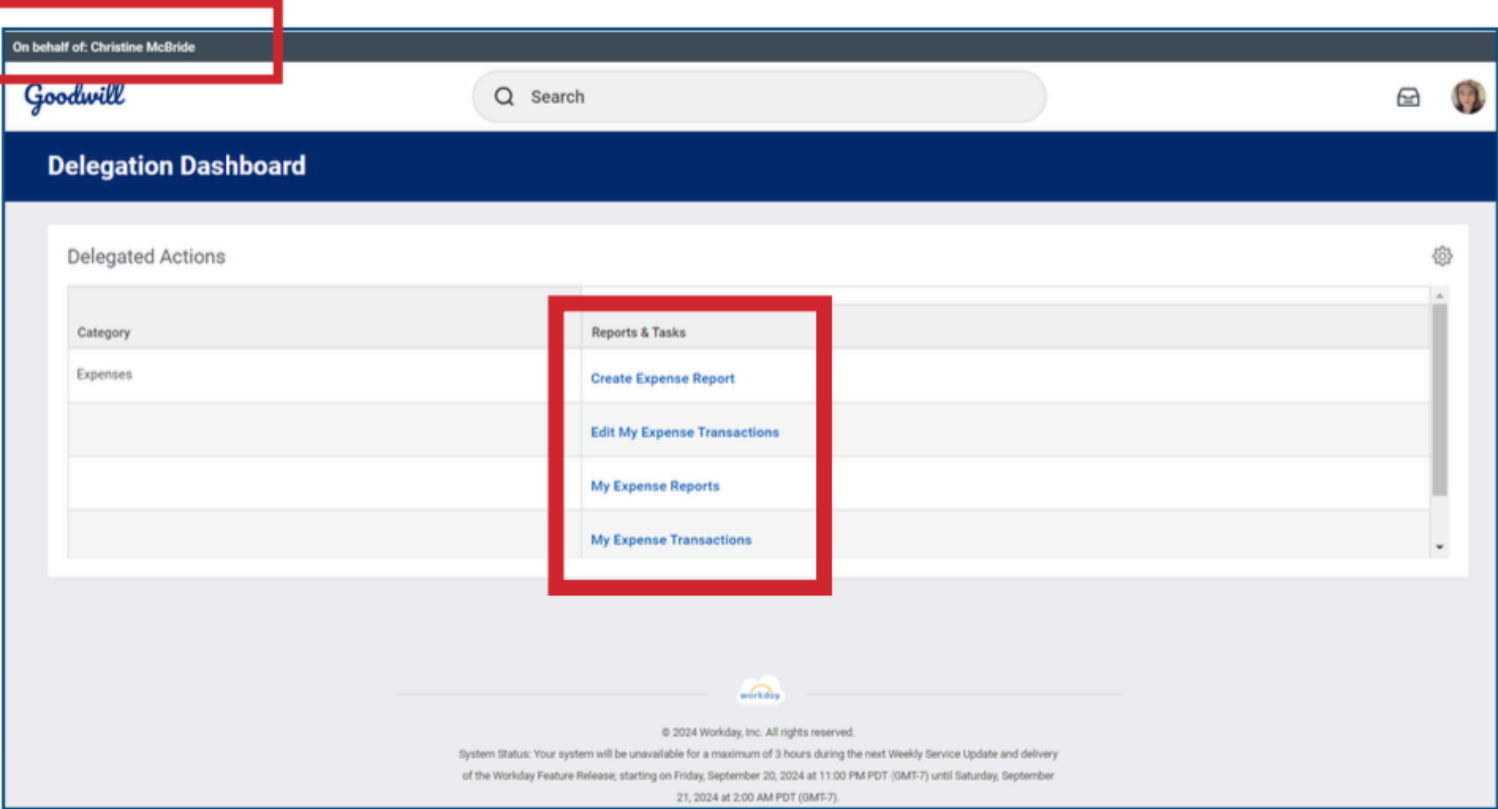 On behalf of: Christine McBride
Goodwill
Search
Delegation Dashboard
Delegated Actions
Category
Reports & Tasks
Expenses
Create Expense Report
Edit My Expense Transactions
My Expense Reports
My Expense Transactions
workday.
© 2024 Workday, Inc. All rights reserved.
System Status: Your system will be unavailable for a maximum of 3 hours during the next Weekly Service Update and delivery
of the Workday Feature Release; starting on Friday, September 20, 2024 at 11:00 PM PDT (GMT-7) until Saturday, September
21, 2024 at 2:00 AM PDT (GMT-7).